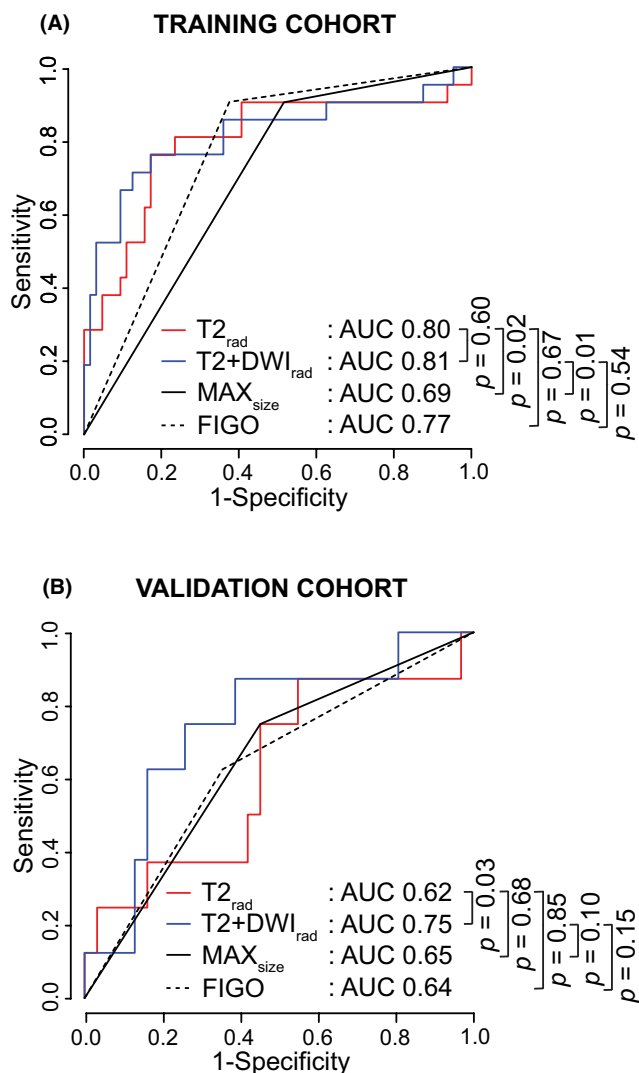 (A) TRAINING COHORT
1.0
0.8
0.6
0.4
0.2
0.0
Sensitivity
T2rad : AUC 0.80
T2+DWIrad : AUC 0.81
MAXsize : AUC 0.69
FIGO : AUC 0.77
p = 0.60
p = 0.02
p = 0.67
p = 0.01
p = 0.54
0.0 0.2 0.4 0.6 0.8 1.0
1-Specificity
(B) VALIDATION COHORT
1.0
0.8
0.6
0.4
0.2
0.0
Sensitivity
T2rad : AUC 0.62
T2+DWIrad : AUC 0.75
MAXsize : AUC 0.65
FIGO : AUC 0.64
p = 0.03
p = 0.68
p = 0.85
p = 0.10
p = 0.15
0.0 0.2 0.4 0.6 0.8 1.0
1-Specificity